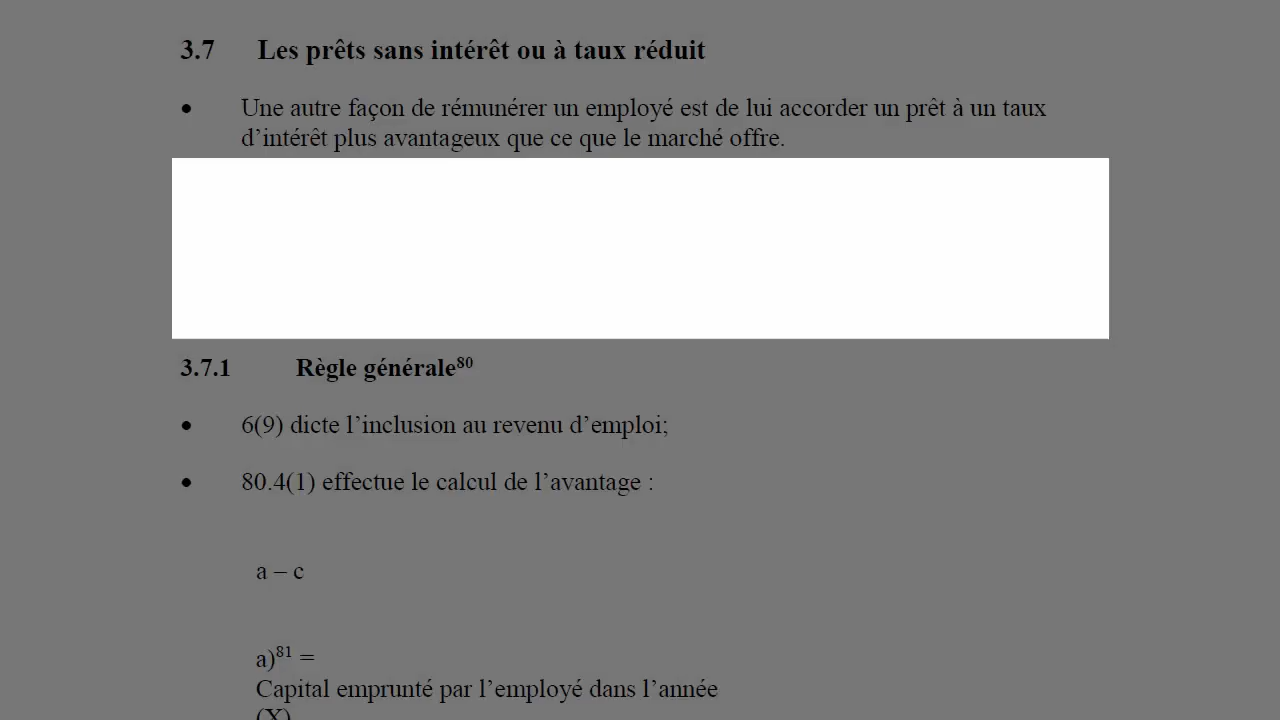 3.7 Les prêts sans intérêt ou à taux réduit
• Une autre façon de rémunérer un employé est de lui accorder un prêt à un taux
d’intérêt plus avantageux que ce que le marché offre.
3.7.1 Règle générale80
• 6(9) dicte l’inclusion au revenu d’emploi;
• 80.4(1) effectue le calcul de l’avantage :
a – c
a)81 =
Capital emprunté par l’employé dans l’année
(X)